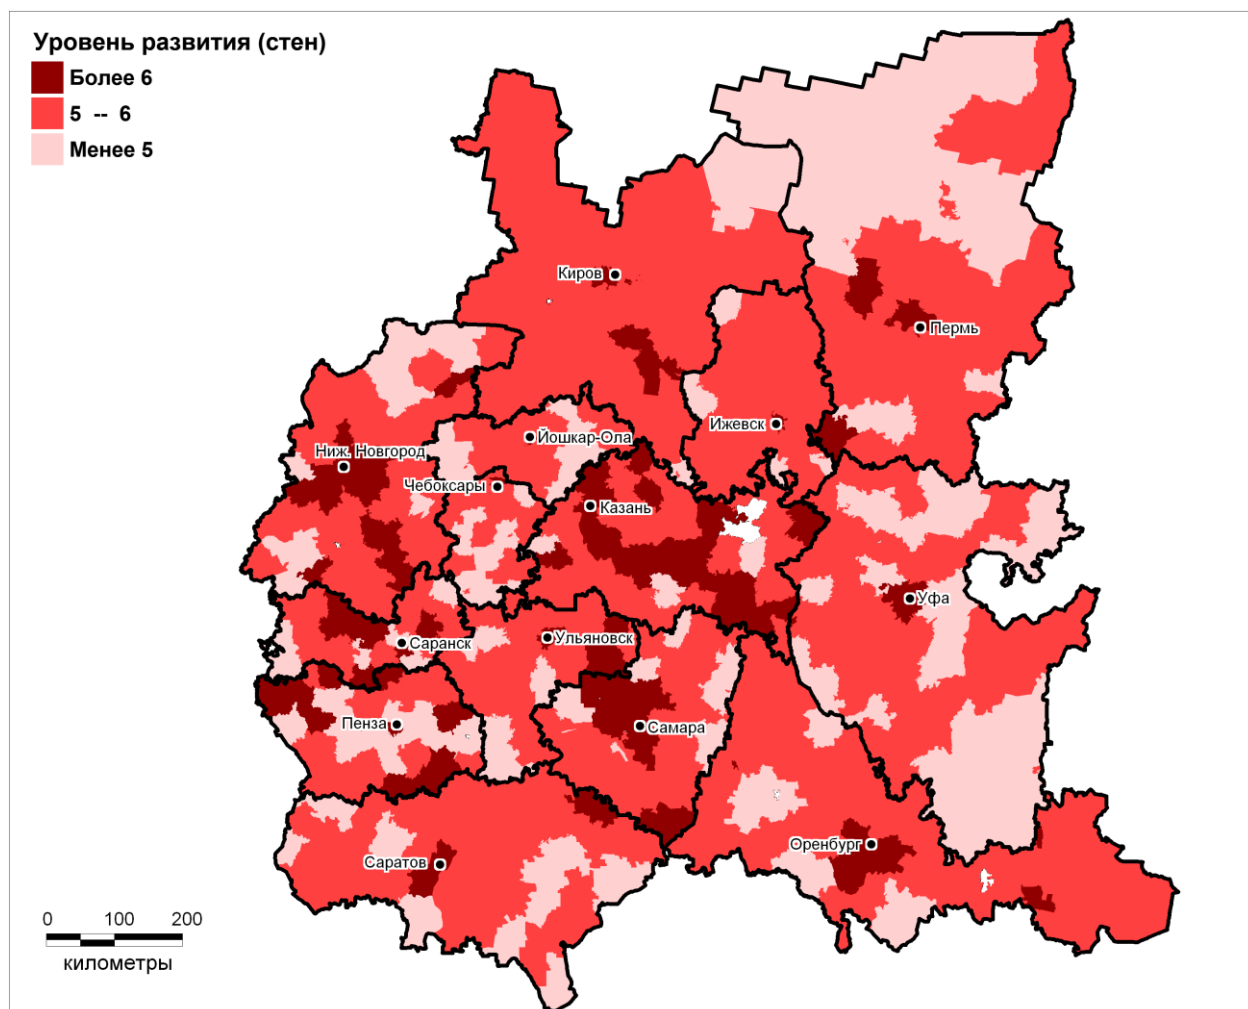 Уровень развития (стен)
Более 6
5 -- 6
Менее 5
Киров
Пермь
Ижевск
Йошкар-Ола
Ниж. Новгород
Чебоксары
Казань
Уфа
Ульяновск
Саранск
Пенза
Самара
Оренбург
Саратов
0 100 200
километры